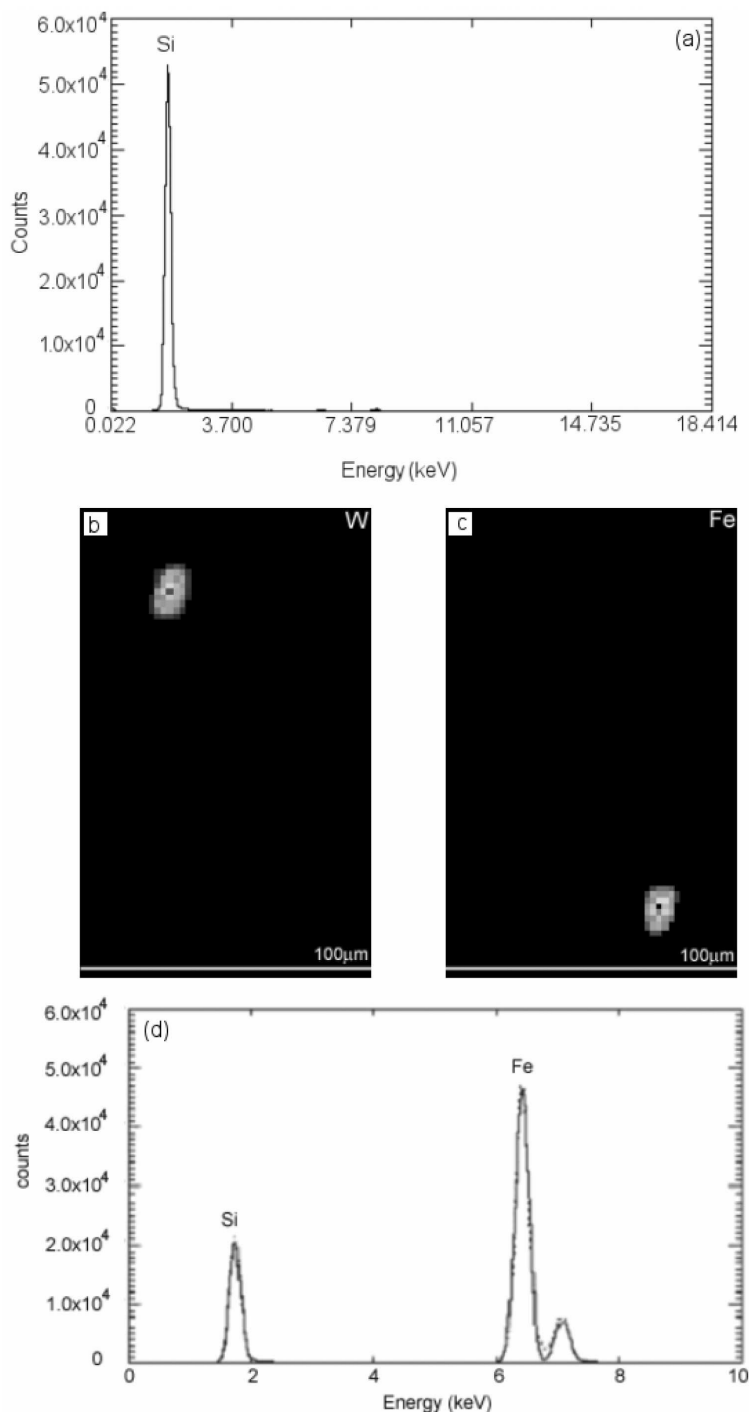 6.0x10⁴
Si
(a)
5.0x10⁴
4.0x10⁴
3.0x10⁴
2.0x10⁴
1.0x10⁴
0
Counts
0.022 3.700 7.379 11.057 14.735 18.414
Energy (keV)
b W
100µm
c Fe
100µm
6.0x10⁴
(d)
5.0x10⁴
Fe
4.0x10⁴
3.0x10⁴
Si
2.0x10⁴
1.0x10⁴
0
counts
0 2 4 6 8 10
Energy (keV)